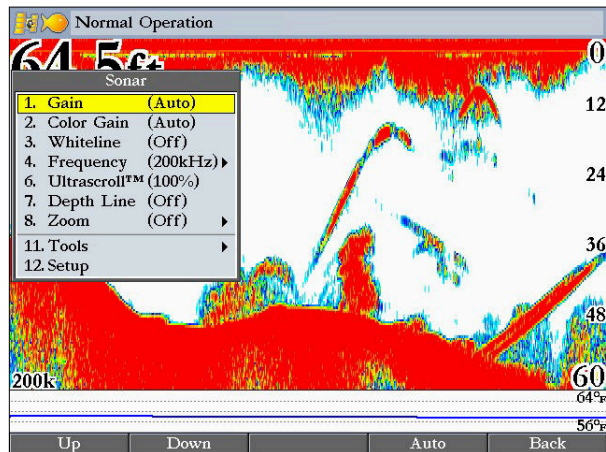 Normal Operation
64.5ft
Sonar
1. Gain (Auto)
2. Color Gain (Auto)
3. Whiteline (Off)
4. Frequency (200kHz)
6. Ultrascroll™ (100%)
7. Depth Line (Off)
8. Zoom (Off)
11. Tools
12. Setup
0
12
24
36
48
60
200k
64°F
56°F
Up Down Auto Back